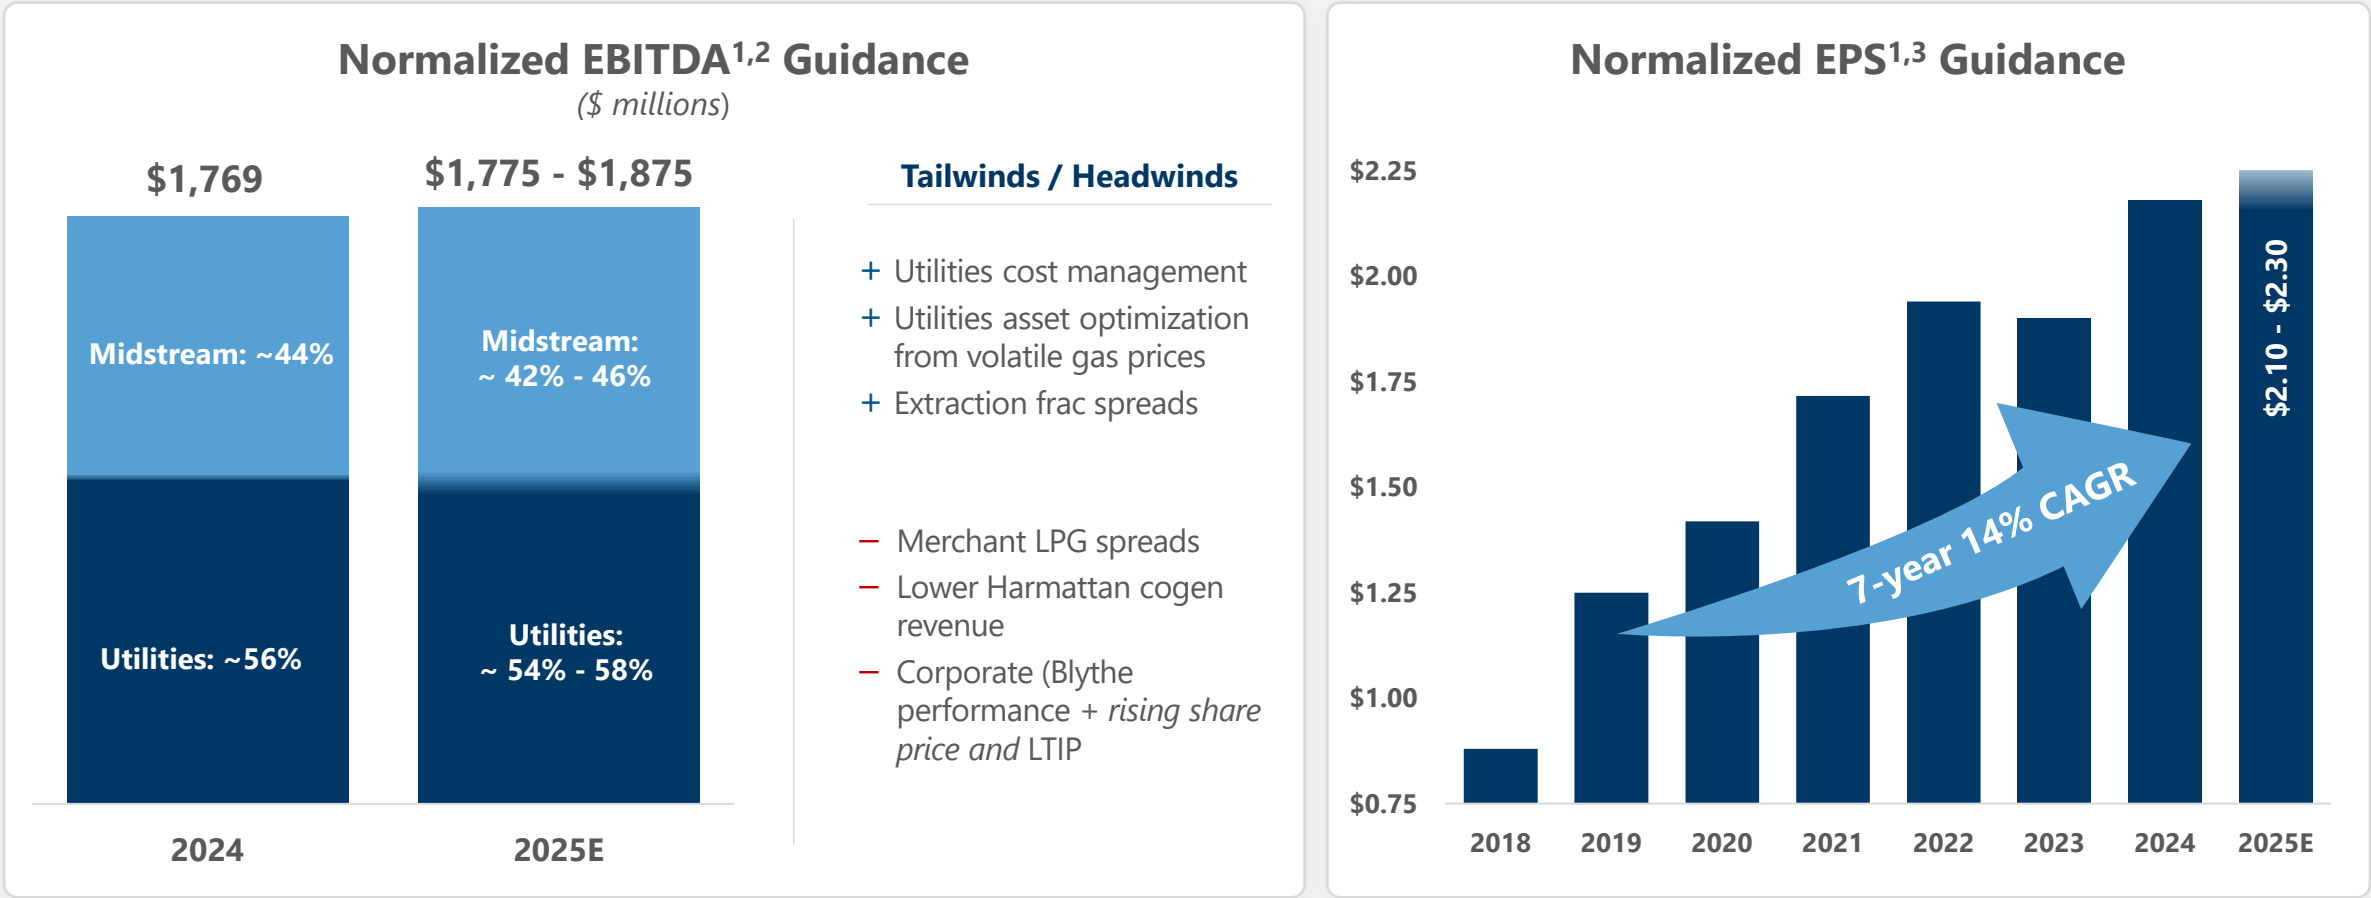 Normalized EBITDA1,2 Guidance
($ millions)
$1,769
$1,775 - $1,875
Midstream: ~44%
Midstream:
~ 42% - 46%
Utilities: ~56%
Utilities:
~ 54% - 58%
2024
2025E
Tailwinds / Headwinds
+ Utilities cost management
+ Utilities asset optimization
from volatile gas prices
+ Extraction frac spreads
− Merchant LPG spreads
− Lower Harmattan cogen
revenue
− Corporate (Blythe
performance + rising share
price and LTIP
Normalized EPS1,3 Guidance
$2.25
$2.00
$1.75
$1.50
$1.25
$1.00
$0.75
$2.10 - $2.30
7-year 14% CAGR
2018
2019
2020
2021
2022
2023
2024
2025E